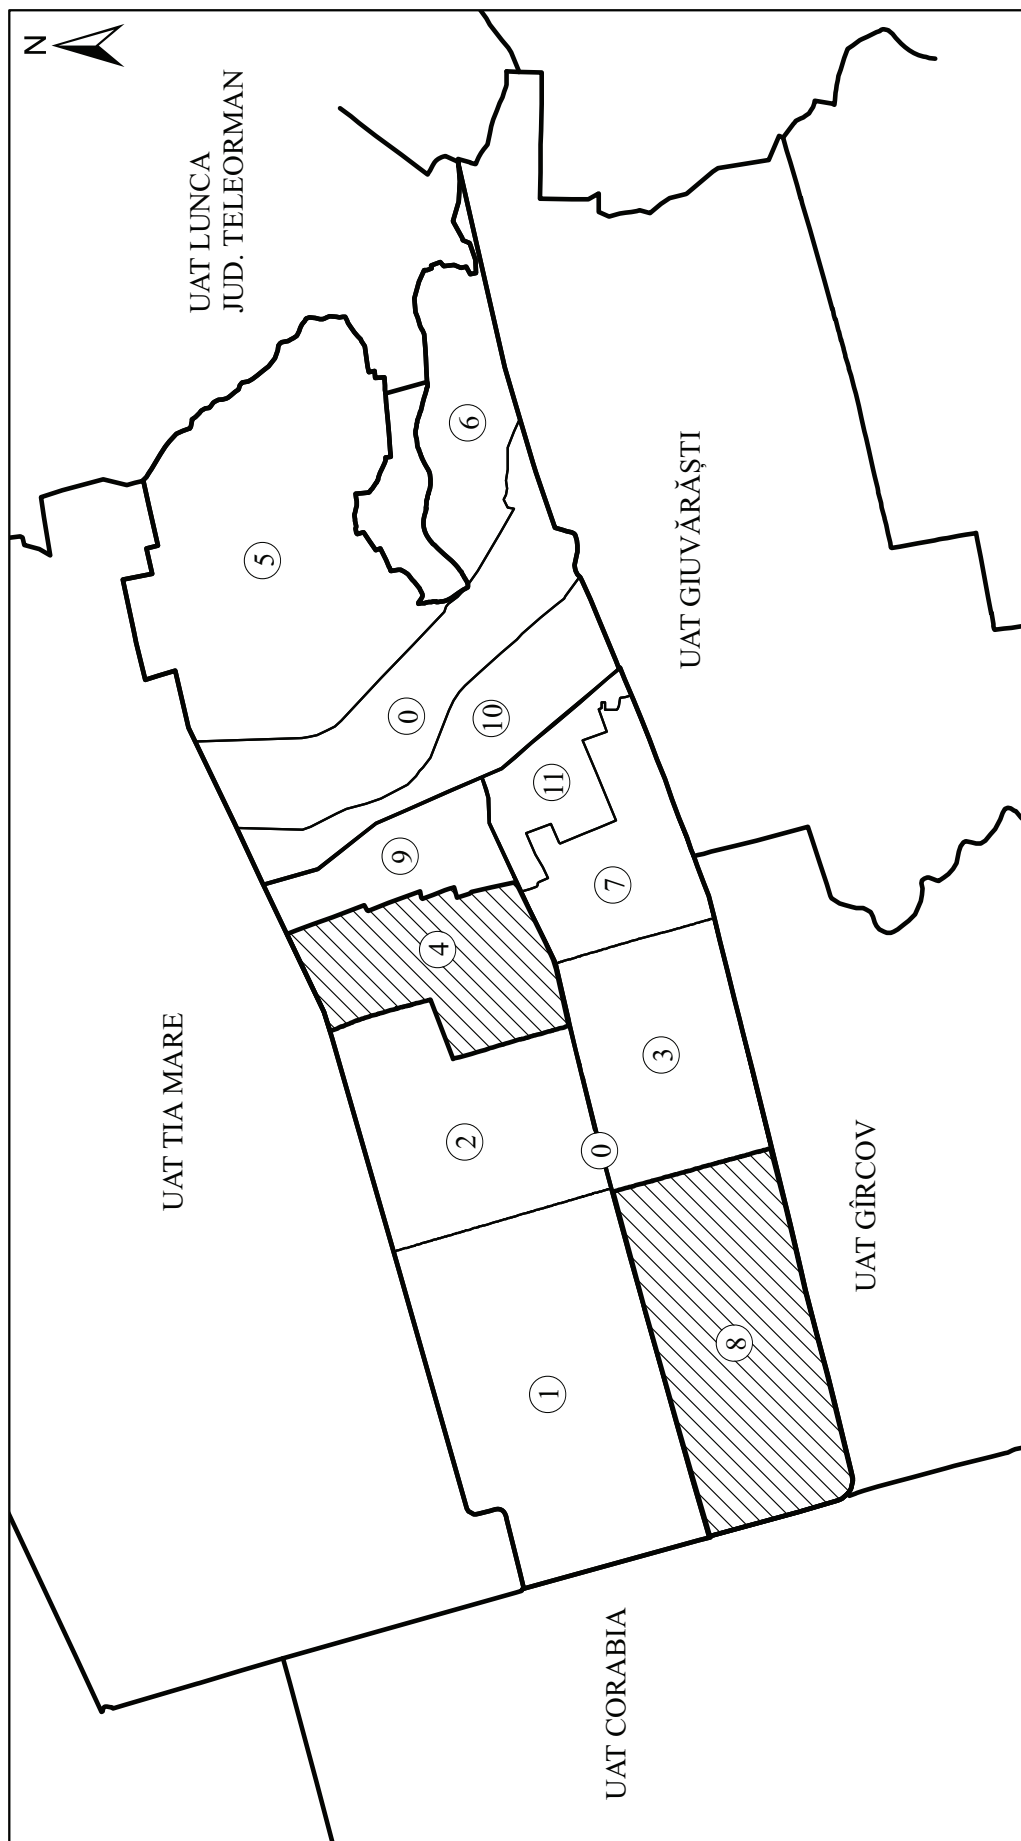 N
UAT LUNCA
JUD. TELEORMAN
UAT TIA MARE
UAT GIUVĂRĂȘTI
UAT GÎRCOV
UAT CORABIA
5
6
0
10
11
9
7
4
3
2
0
1
8